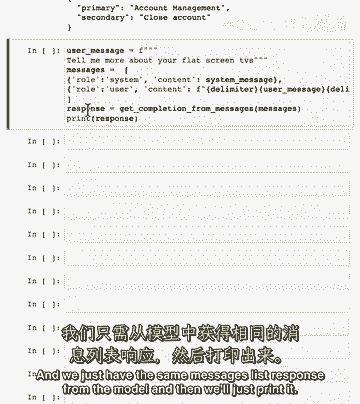 "primary": "Account Management",
"secondary": "Close account"
}
In [ ]: user_message = f"""
Tell me more about your flat screen tvs"""
messages = [
{'role':'system', 'content': system_message},
{'role':'user', 'content': f"{delimiter}{user_message}{deli
]
response = get_completion_from_messages(messages)
print(response)
In [ ]:
In [ ]:
In [ ]:
In [ ]:
In [ ]:
In [ ]:
In [ ]:
In [ ]:
In [ ]:
In [ ]:
In [ ]:
我们只需从模型中获得相同的消
息列表响应，然后打印出来。
And we just have the same messages list response
from the model and then we'll just print it.